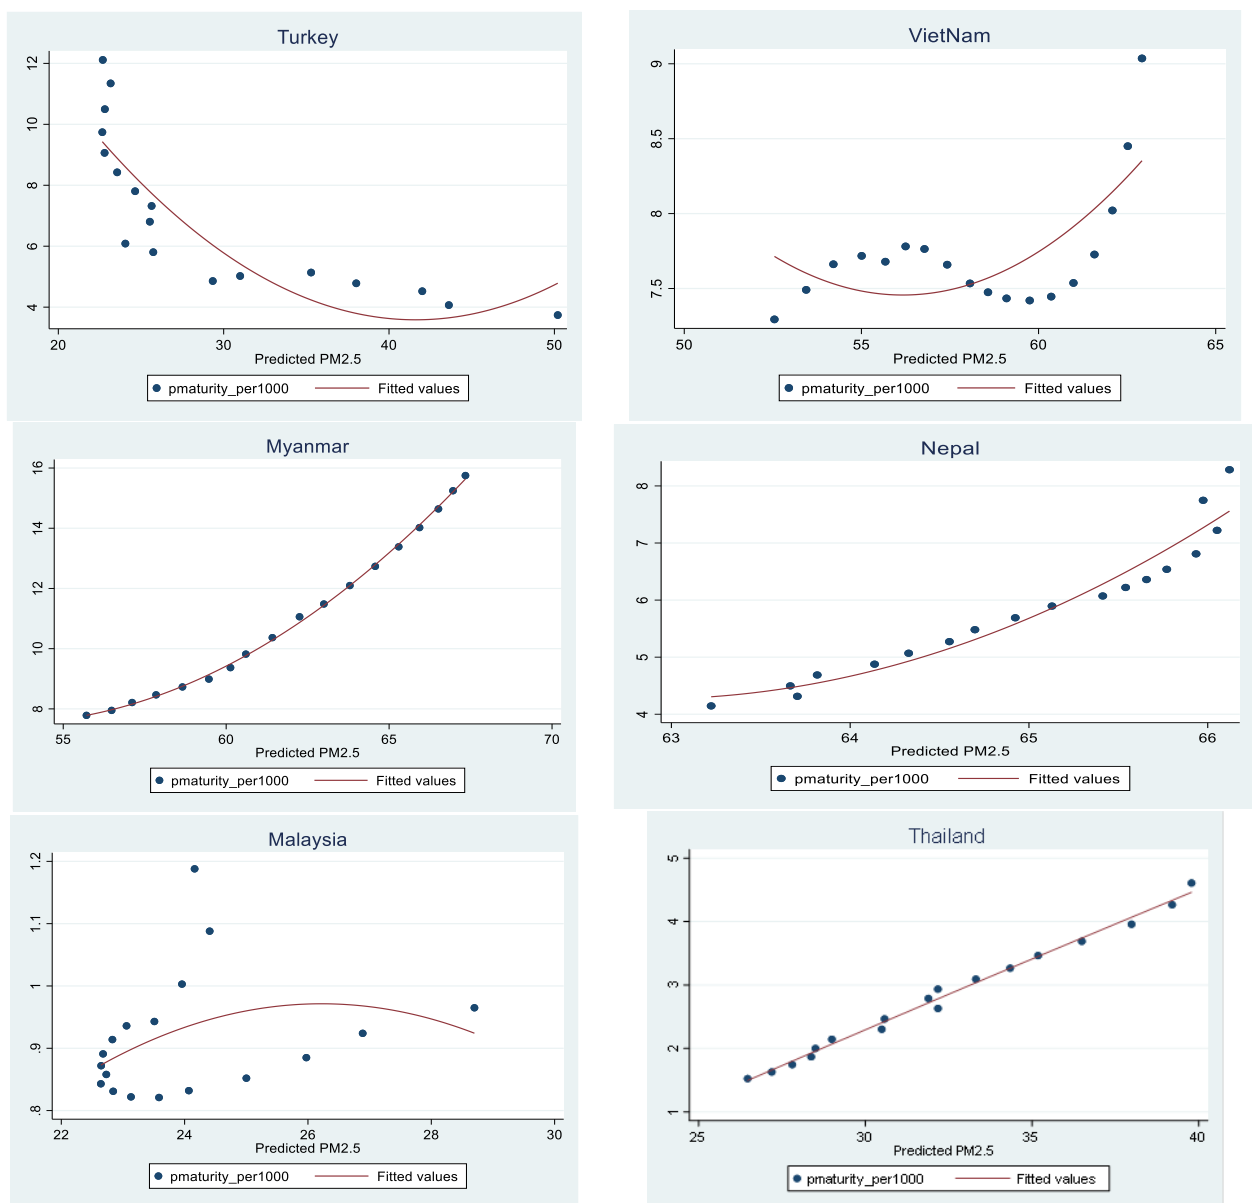 Turkey
12
10
8
6
4
20 30 40 50
Predicted PM2.5
pmaturity_per1000 Fitted values
VietNam
9
8.5
8
7.5
50 55 60 65
Predicted PM2.5
pmaturity_per1000 Fitted values
Myanmar
16
14
12
10
8
55 60 65 70
Predicted PM2.5
pmaturity_per1000 Fitted values
Nepal
8
7
6
5
4
63 64 65 66
Predicted PM2.5
pmaturity_per1000 Fitted values
Malaysia
1.2
1.1
1
.9
.8
22 24 26 28 30
Predicted PM2.5
pmaturity_per1000 Fitted values
Thailand
5
4
3
2
1
25 30 35 40
Predicted PM2.5
pmaturity_per1000 Fitted values